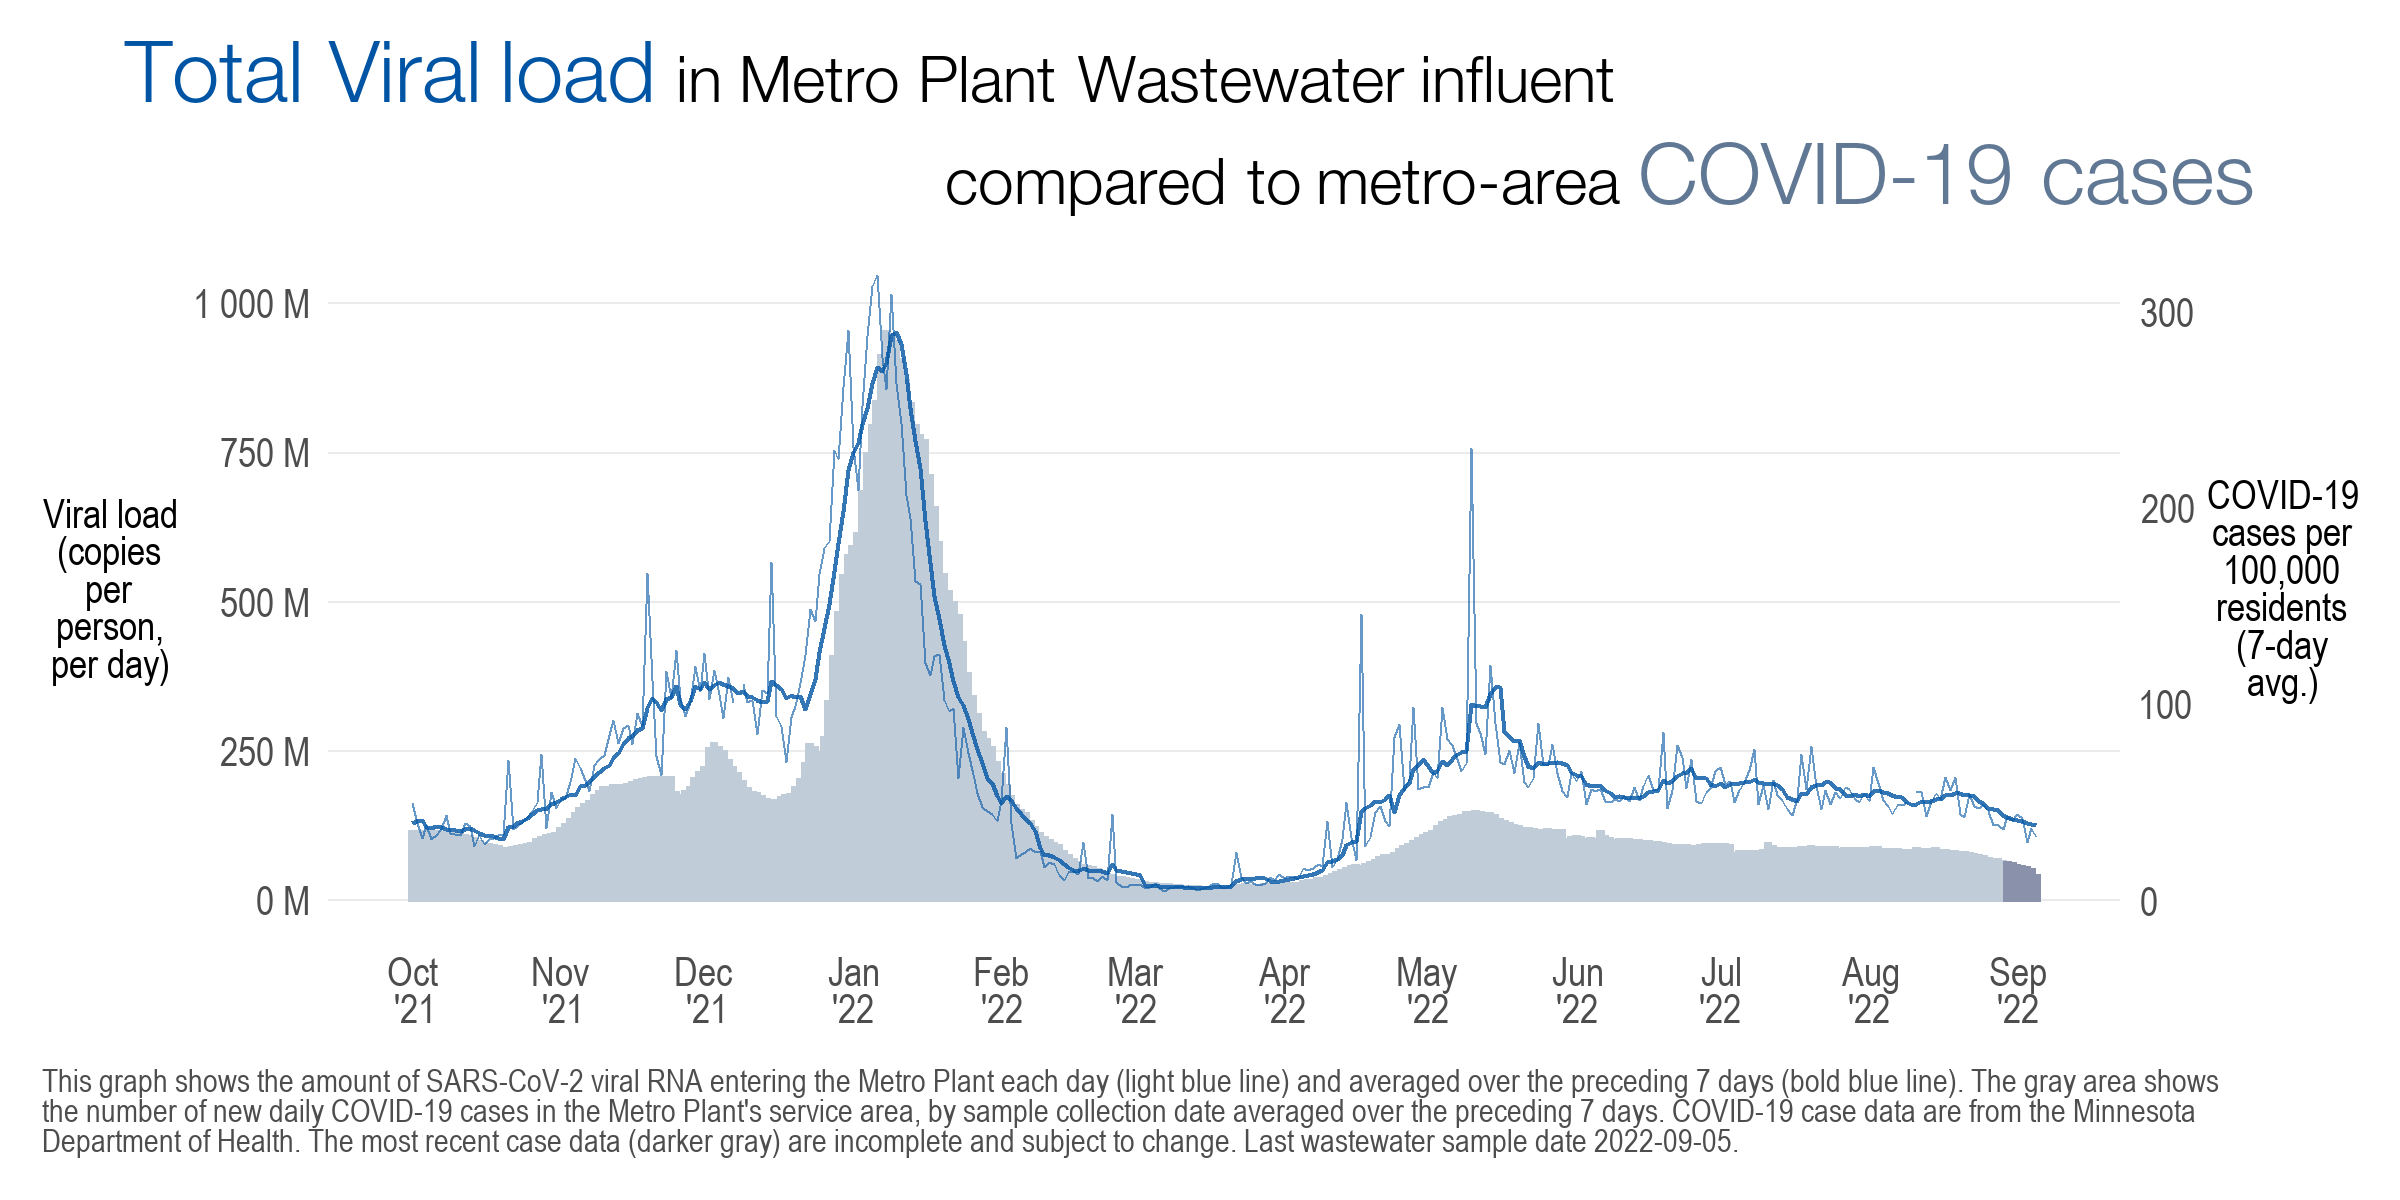 Total Viral load in Metro Plant Wastewater influent
compared to metro-area COVID-19 cases
1 000 M
750 M
500 M
250 M
0 M
Viral load
(copies
per
person,
per day)
300
200
100
0
COVID-19
cases per
100,000
residents
(7-day
avg.)
Oct
'21
Nov
'21
Dec
'21
Jan
'22
Feb
'22
Mar
'22
Apr
'22
May
'22
Jun
'22
Jul
'22
Aug
'22
Sep
'22
This graph shows the amount of SARS-CoV-2 viral RNA entering the Metro Plant each day (light blue line) and averaged over the preceding 7 days (bold blue line). The gray area shows
the number of new daily COVID-19 cases in the Metro Plant's service area, by sample collection date averaged over the preceding 7 days. COVID-19 case data are from the Minnesota
Department of Health. The most recent case data (darker gray) are incomplete and subject to change. Last wastewater sample date 2022-09-05.